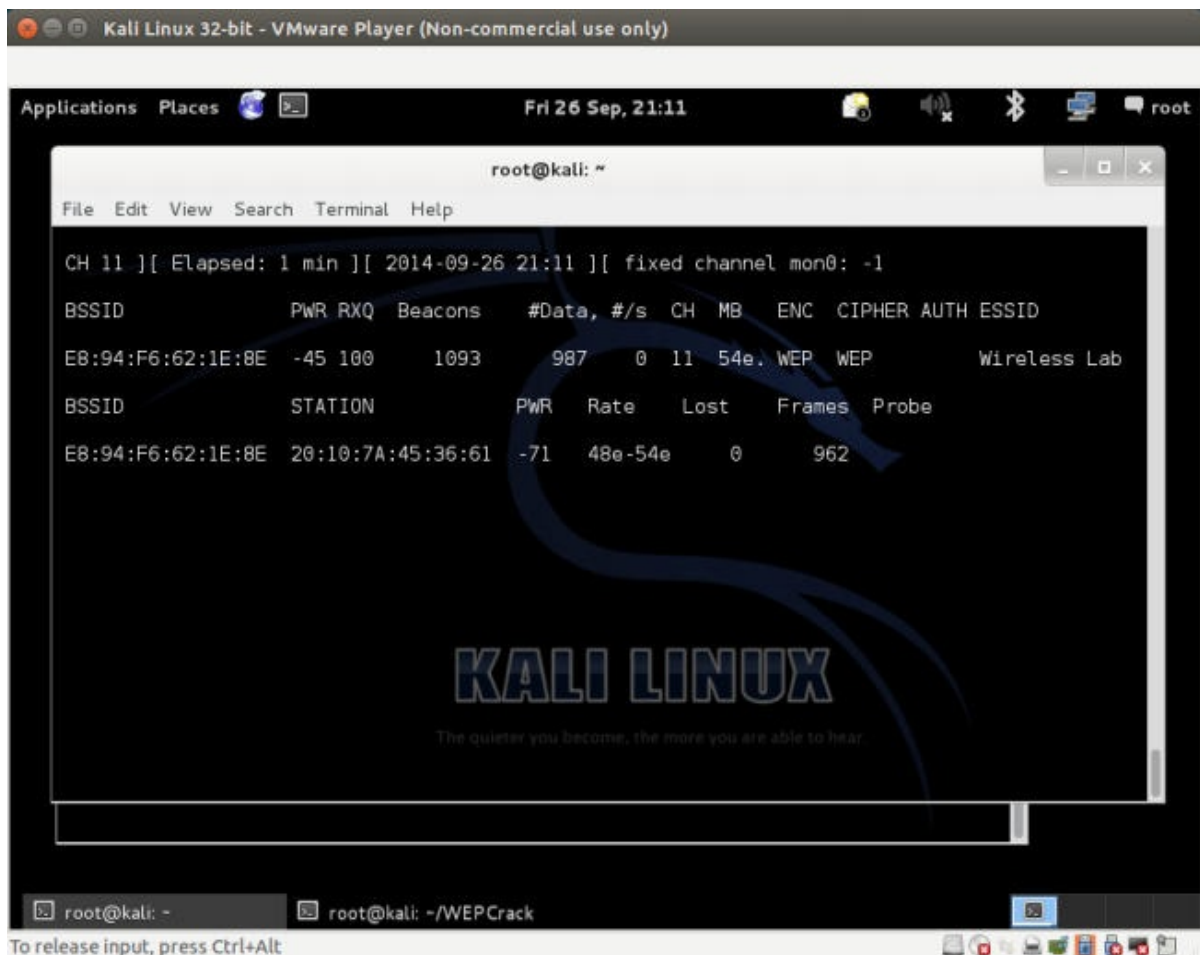 Kali Linux 32-bit - VMware Player (Non-commercial use only)
Applications Places Fri 26 Sep, 21:11 root
root@kali: ~
File Edit View Search Terminal Help
CH 11 ][ Elapsed: 1 min ][ 2014-09-26 21:11 ][ fixed channel mon0: -1
BSSID PWR RXQ Beacons #Data, #/s CH MB ENC CIPHER AUTH ESSID
E8:94:F6:62:1E:8E -45 100 1093 987 0 11 54e. WEP WEP Wireless Lab
BSSID STATION PWR Rate Lost Frames Probe
E8:94:F6:62:1E:8E 20:10:7A:45:36:61 -71 48e-54e 0 962
KALI LINUX
The quieter you become, the more you are able to hear.
root@kali: ~ root@kali: ~/WEPCrack
To release input, press Ctrl+Alt